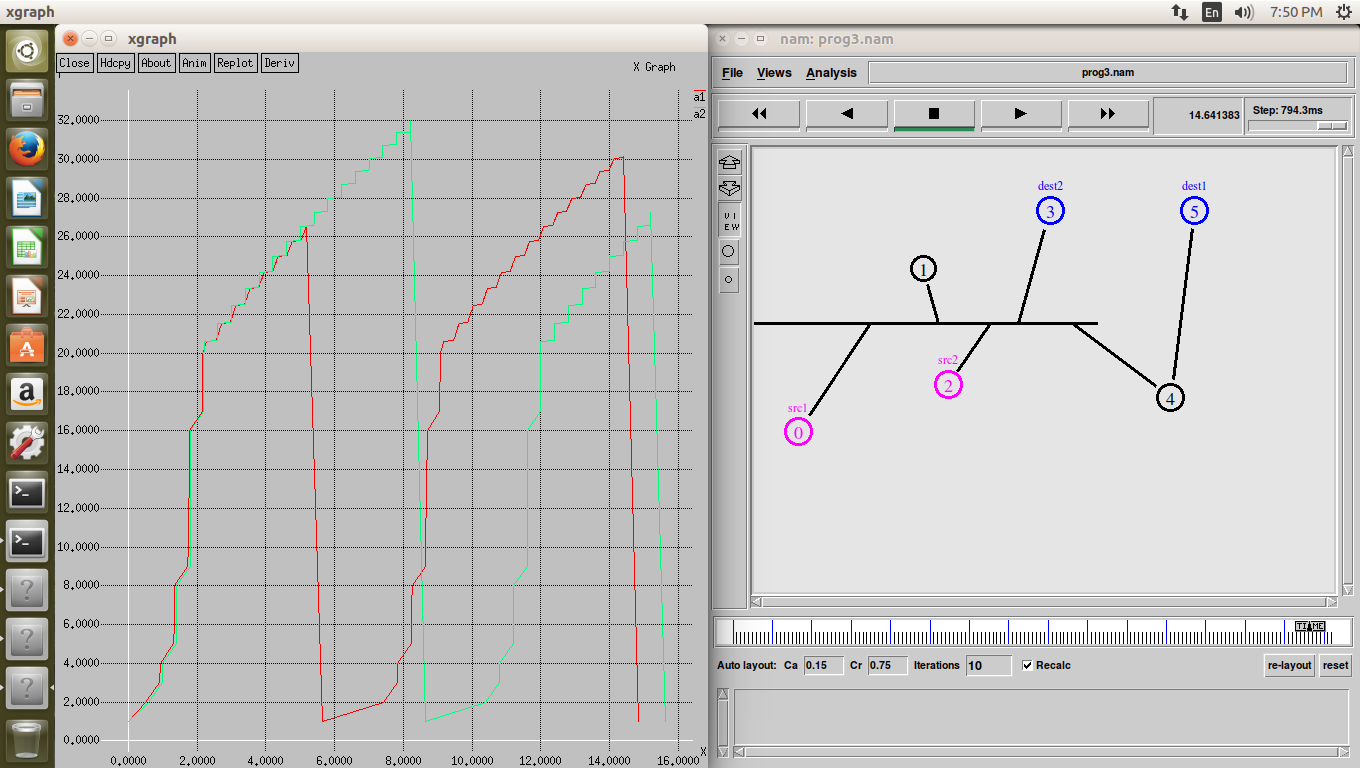 xgraph
En
7:50 PM
xgraph
Close Hdcpy About Anim Replot Deriv
X Graph
a1
a2
32.0000
30.0000
28.0000
26.0000
24.0000
22.0000
20.0000
18.0000
16.0000
14.0000
12.0000
10.0000
8.0000
6.0000
4.0000
2.0000
0.0000
X
0.0000 2.0000 4.0000 6.0000 8.0000 10.0000 12.0000 14.0000 16.0000
nam: prog3.nam
File Views Analysis prog3.nam
14.641383 Step: 794.3ms
VI
EW
dest2 dest1
3 5
1
src2
2
4
src1
0
TIME
Auto layout: Ca 0.15 Cr 0.75 Iterations 10 Recalc re-layout reset